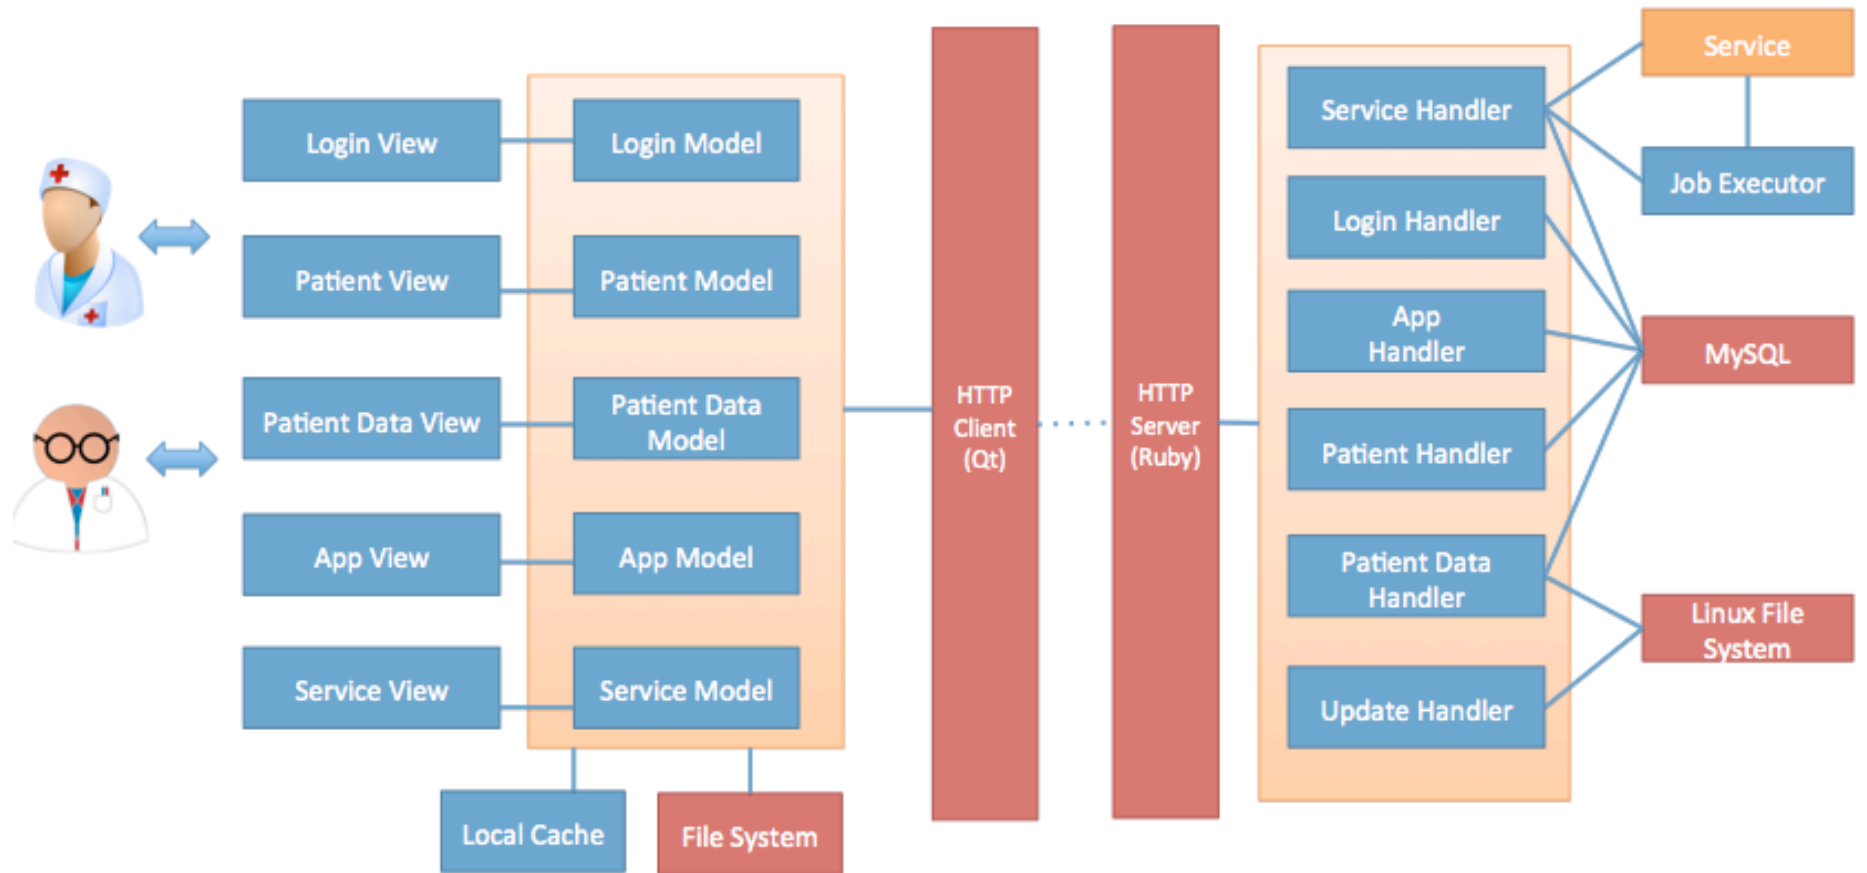 Login View
Login Model
Patient View
Patient Model
Patient Data View
Patient Data
Model
App View
App Model
Service View
Service Model
Local Cache
File System
HTTP
Client
(Qt)
HTTP
Server
(Ruby)
Service Handler
Login Handler
App
Handler
Patient Handler
Patient Data
Handler
Update Handler
Service
Job Executor
MySQL
Linux File
System